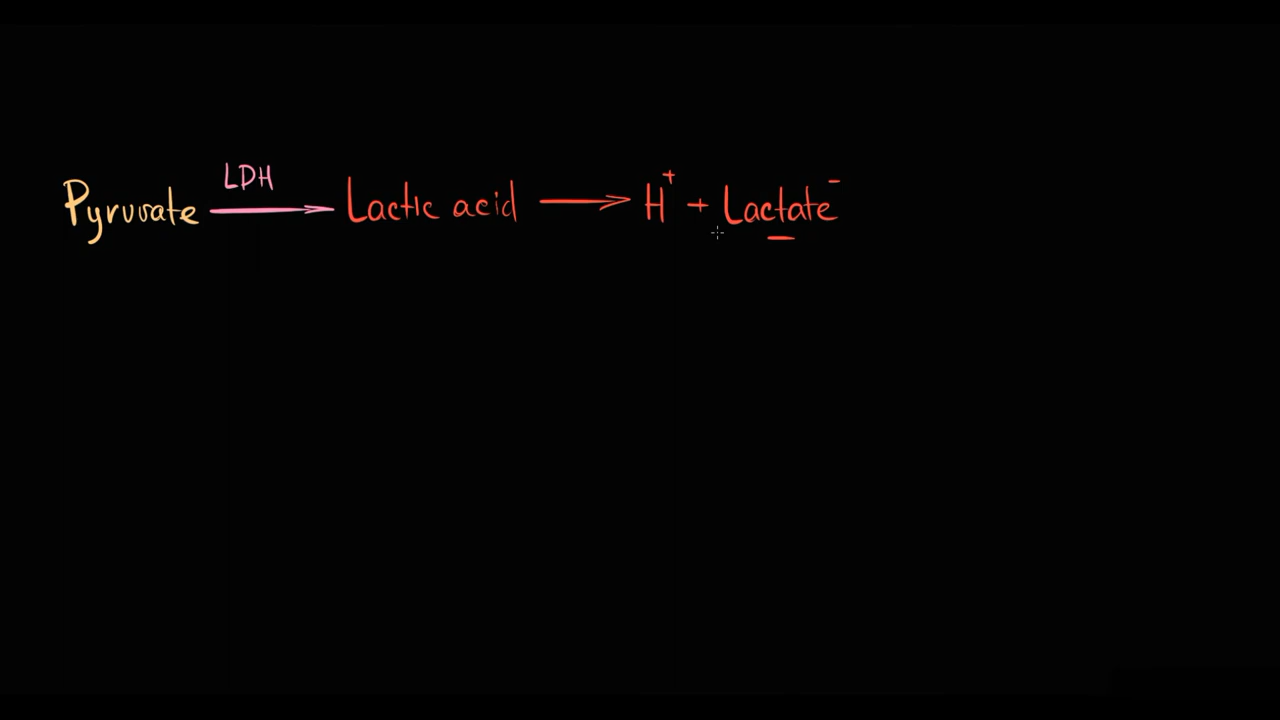 LDH
Pyruvate → Lactic acid → H⁺ + Lactate⁻